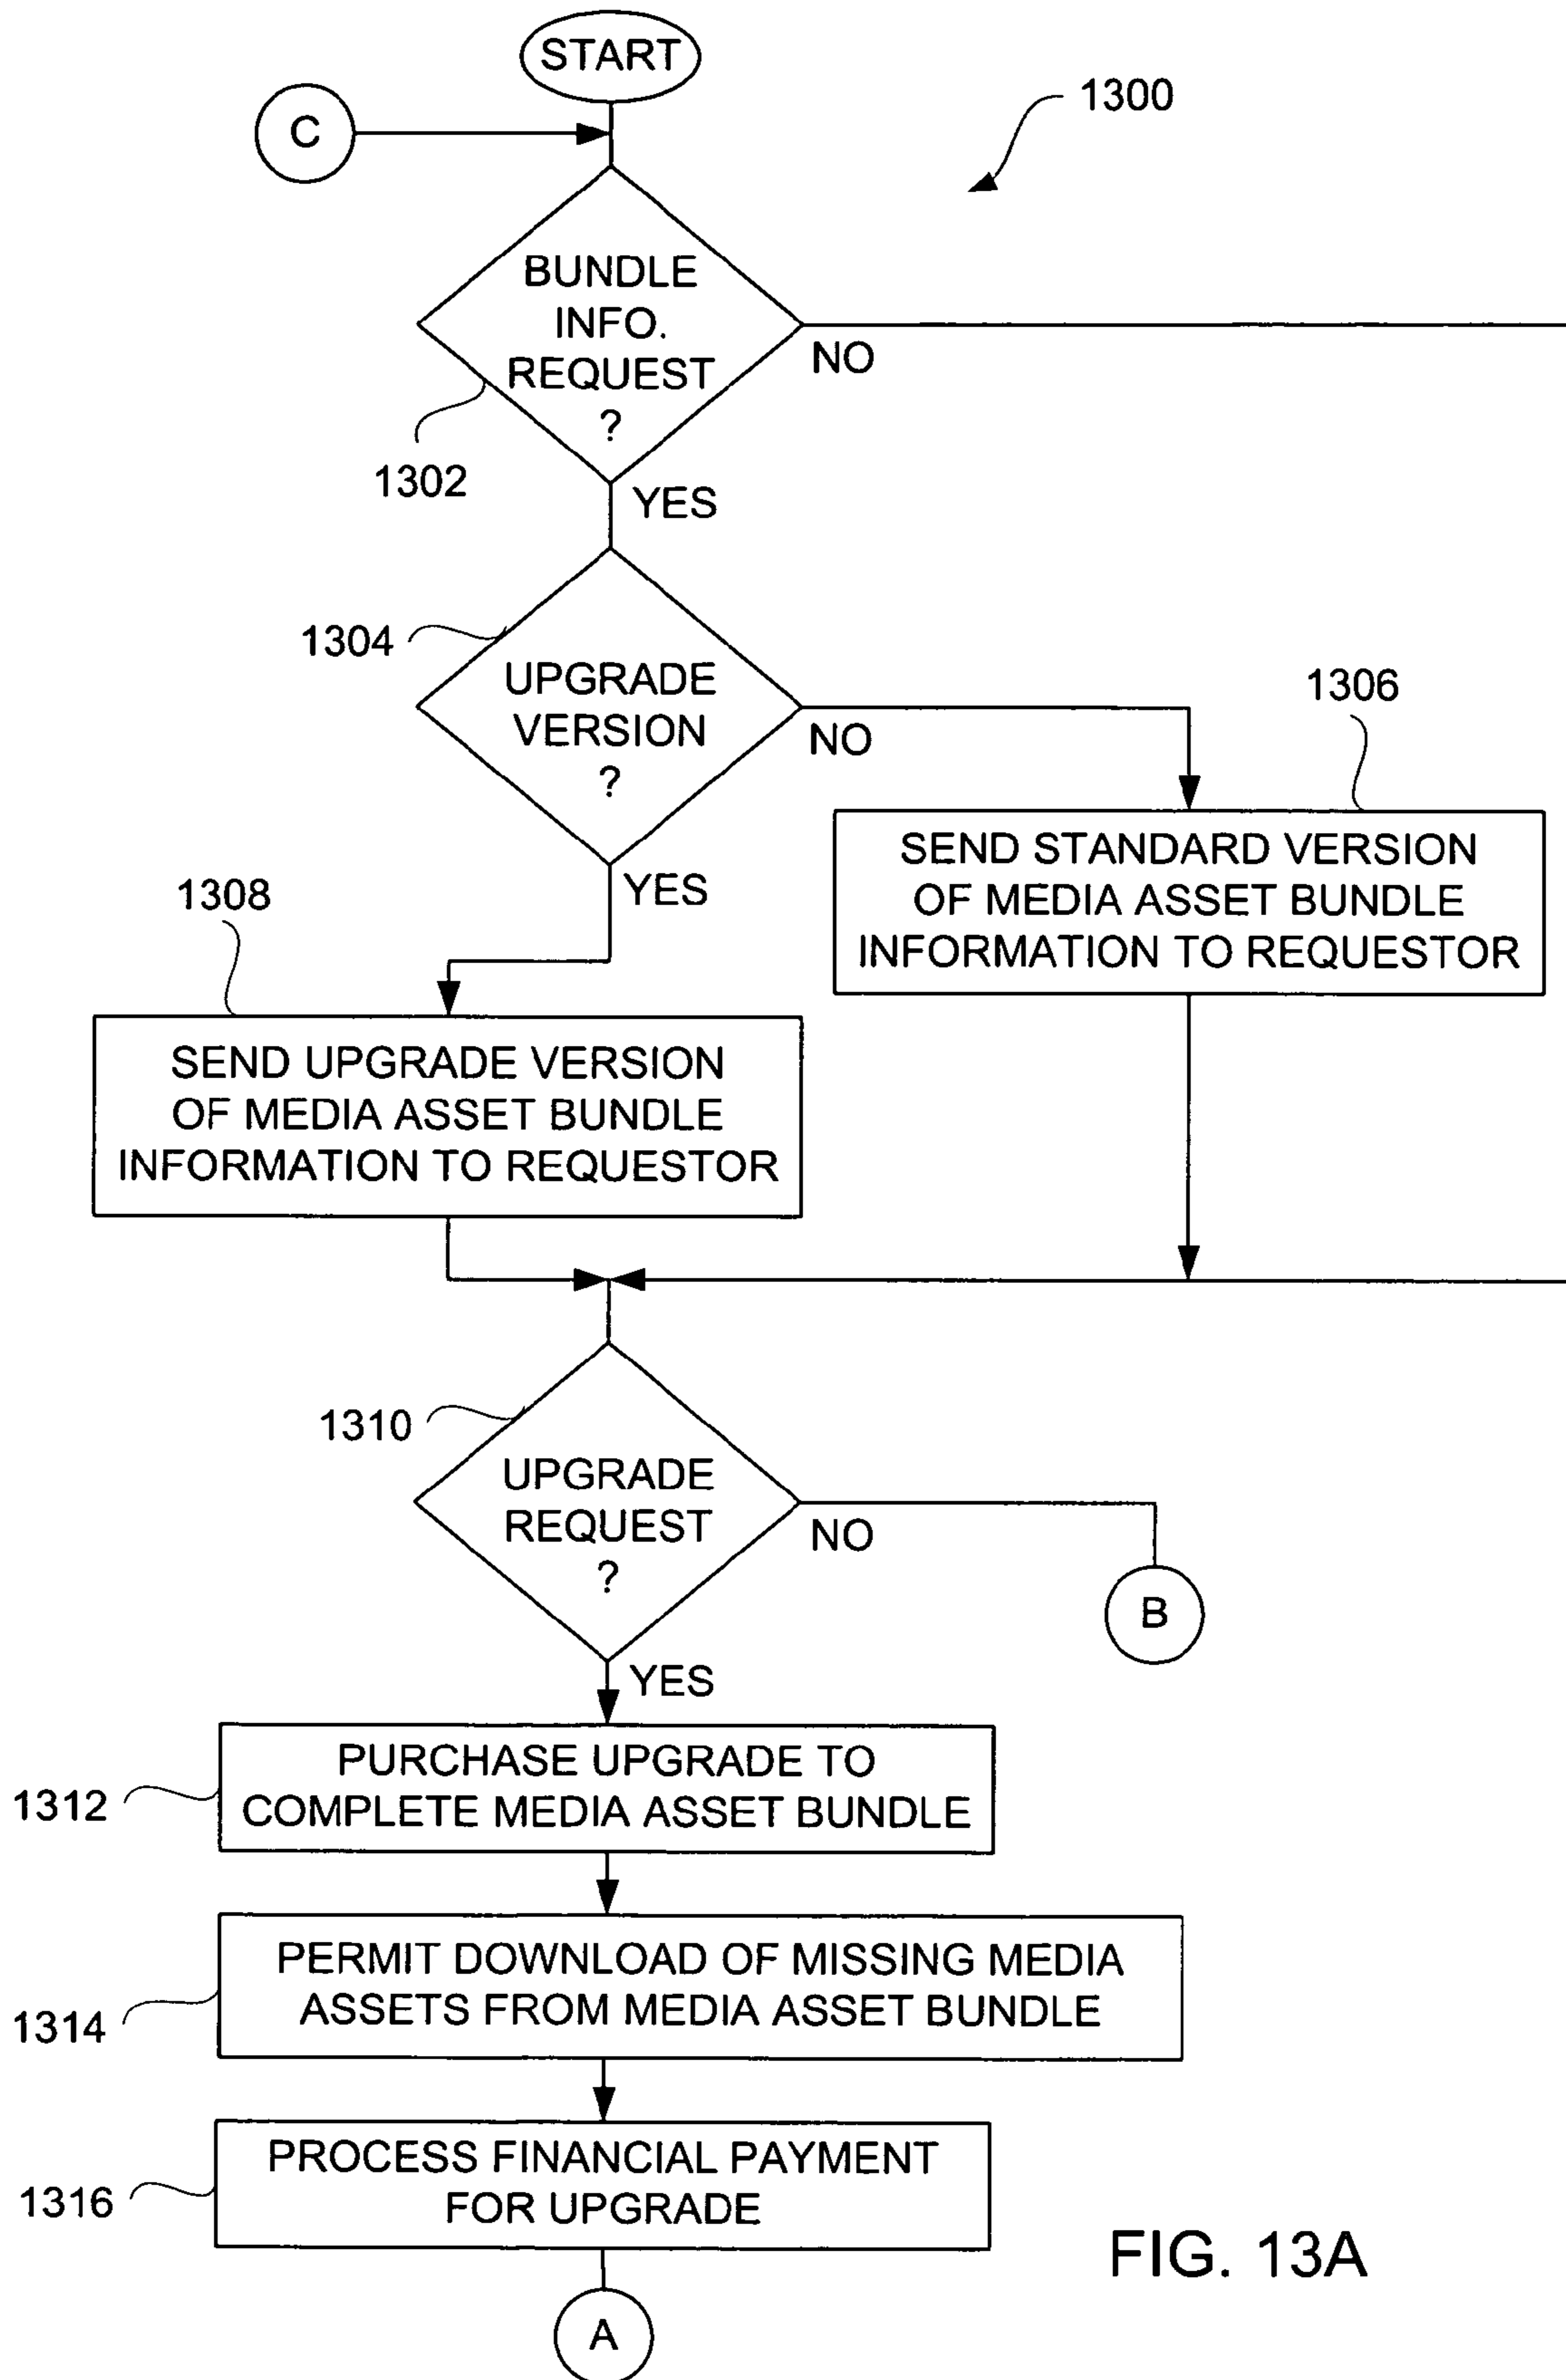 START
C
1300
BUNDLE
INFO.
REQUEST
?
NO
1302
YES
1304
UPGRADE
VERSION
?
NO
1306
YES
SEND STANDARD VERSION
OF MEDIA ASSET BUNDLE
INFORMATION TO REQUESTOR
1308
SEND UPGRADE VERSION
OF MEDIA ASSET BUNDLE
INFORMATION TO REQUESTOR
1310
UPGRADE
REQUEST
?
NO
B
YES
1312
PURCHASE UPGRADE TO
COMPLETE MEDIA ASSET BUNDLE
1314
PERMIT DOWNLOAD OF MISSING MEDIA
ASSETS FROM MEDIA ASSET BUNDLE
1316
PROCESS FINANCIAL PAYMENT
FOR UPGRADE
FIG. 13A
A